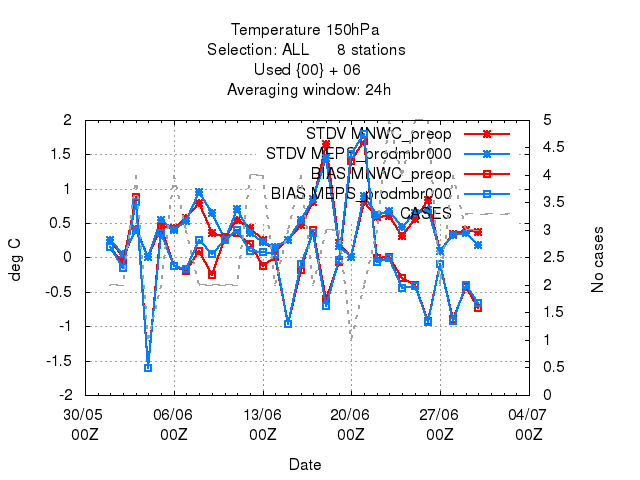 Temperature 150hPa
Selection: ALL 8 stations
Used {00} + 06
Averaging window: 24h
STDV MNWC_preop
STDV MEPS_prodmbr000
BIAS MNWC_preop
BIAS MEPS_prodmbr000
CASES
deg C
2
1.5
1
0.5
0
-0.5
-1
-1.5
-2
No cases
5
4.5
4
3.5
3
2.5
2
1.5
1
0.5
0
30/05 06/06 13/06 20/06 27/06 04/07
00Z 00Z 00Z 00Z 00Z 00Z
Date